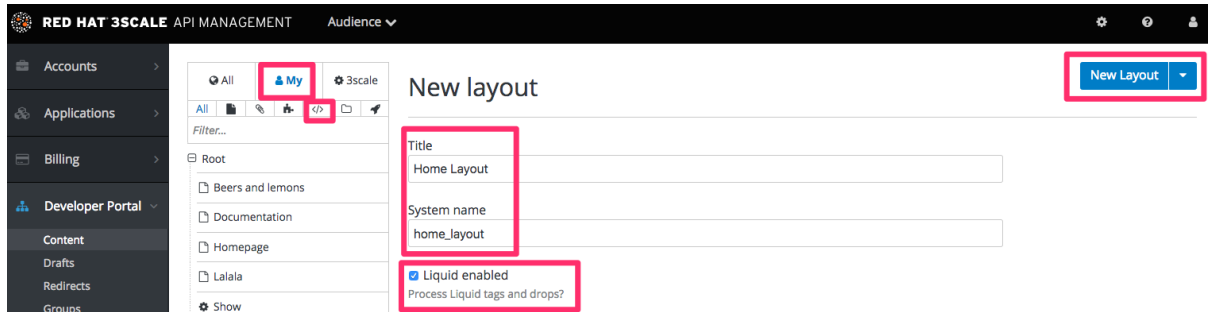 RED HAT 3SCALE API MANAGEMENT Audience
Accounts
Applications
Billing
Developer Portal
Content
Drafts
Redirects
Groups
All My 3scale
All
Filter...
Root
Beers and lemons
Documentation
Homepage
Lalala
Show
New layout
New Layout
Title
Home Layout
System name
home_layout
Liquid enabled
Process Liquid tags and drops?